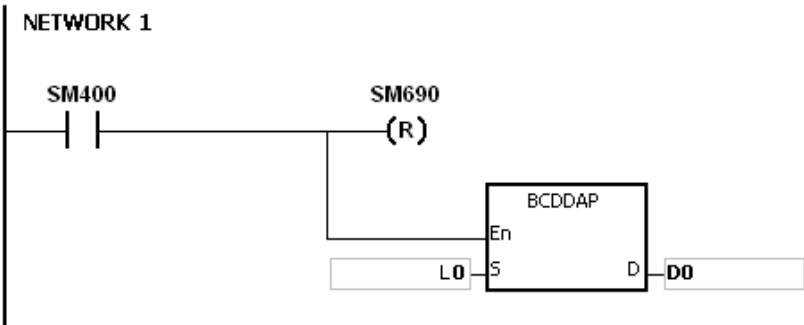 NETWORK 1
SM400 SM690
(R)
BCDDAP
En
L0 S D D0